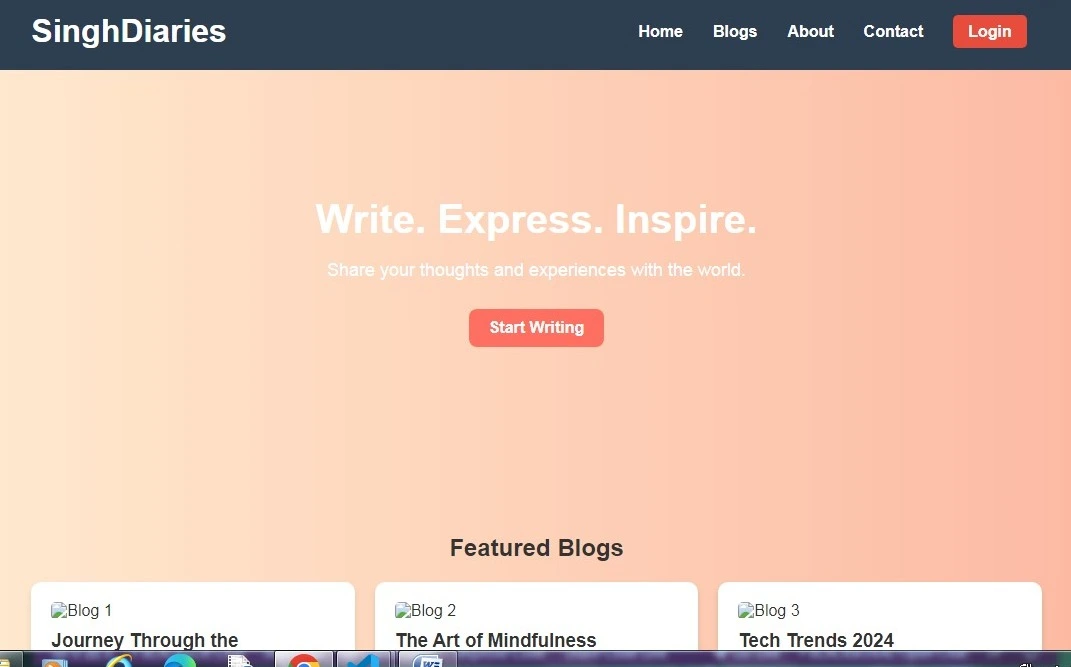 SinghDiaries
Home Blogs About Contact Login
Write. Express. Inspire.
Share your thoughts and experiences with the world.
Start Writing
Featured Blogs
Blog 1 Blog 2 Blog 3
Journey Through the The Art of Mindfulness Tech Trends 2024